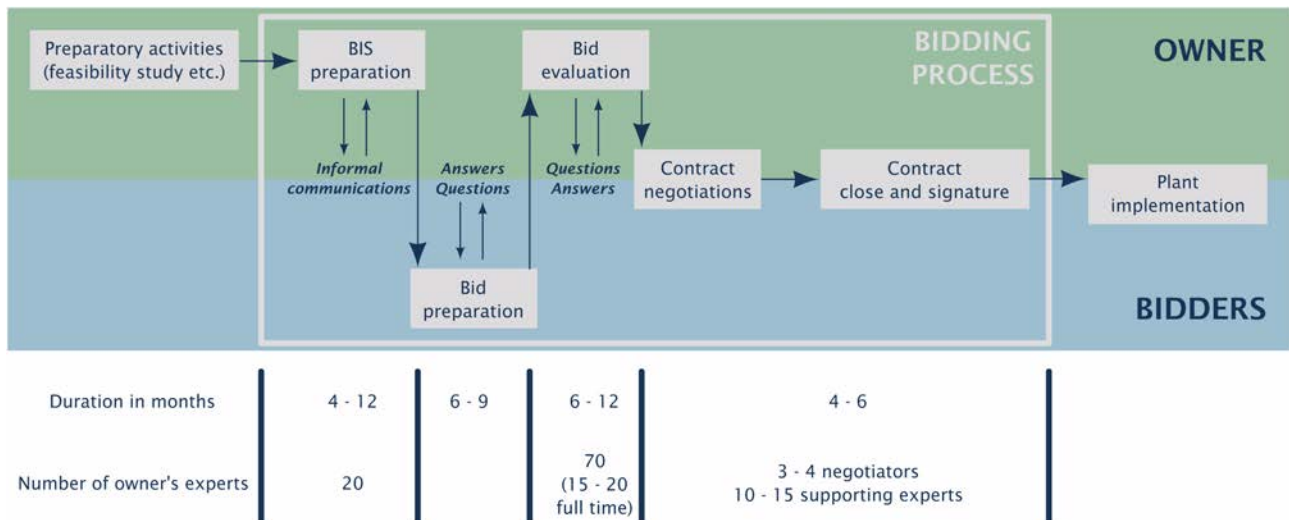 Preparatory activities
(feasibility study etc.)
BIS
preparation
Bid
evaluation
BIDDING
PROCESS
OWNER
Informal
communications
Answers
Questions
Questions
Answers
Contract
negotiations
Contract
close and signature
Plant
implementation
Bid
preparation
BIDDERS
Duration in months
4 - 12
6 - 9
6 - 12
4 - 6
Number of owner's experts
20
70
(15 - 20
full time)
3 - 4 negotiators
10 - 15 supporting experts